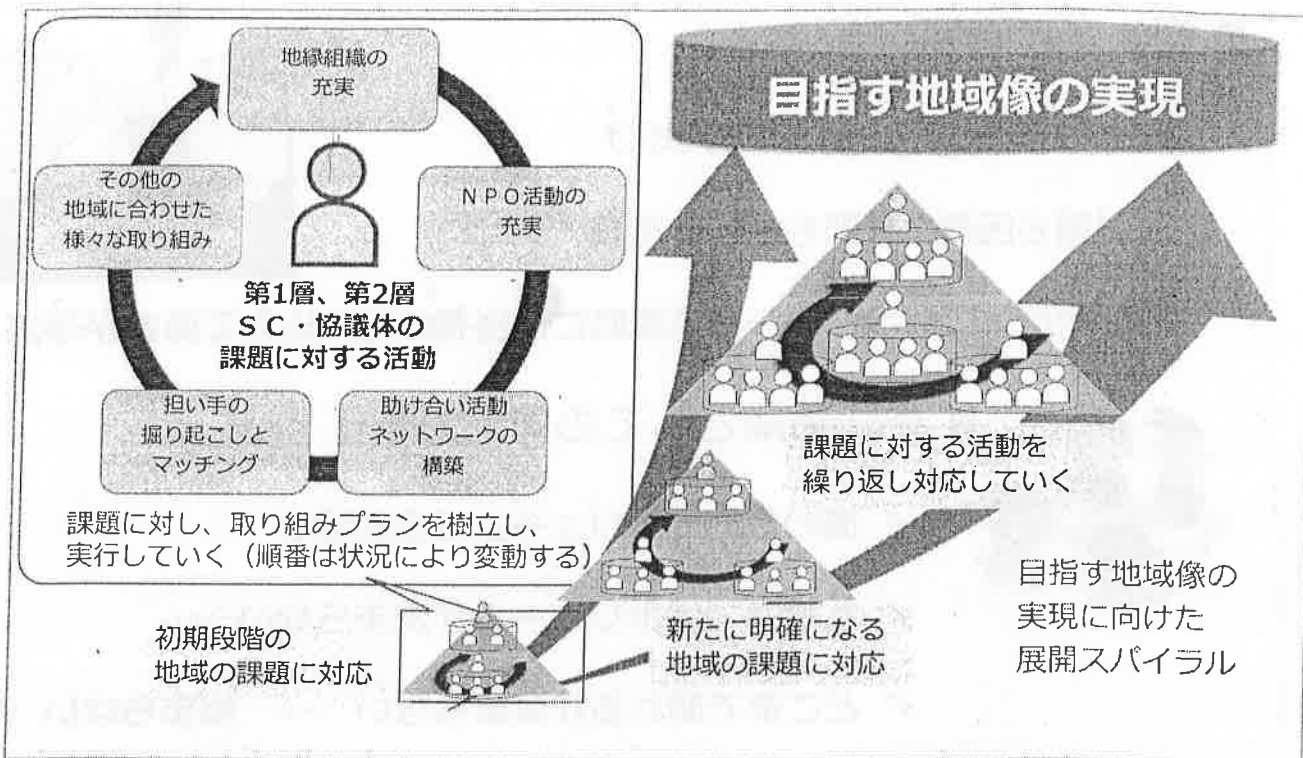 地縁組織の
充実
目指す地域像の実現
その他の
地域に合わせた
様々な取り組み
NPO活動の
充実
第1層、第2層
SC・協議体の
課題に対する活動
担い手の
掘り起こしと
マッチング
助け合い活動
ネットワークの
構築
課題に対し、取り組みプランを樹立し、
実行していく（順番は状況により変動する）
課題に対する活動を
繰り返し対応していく
初期段階の
地域の課題に対応
新たに明確になる
地域の課題に対応
目指す地域像の
実現に向けた
展開スパイラル